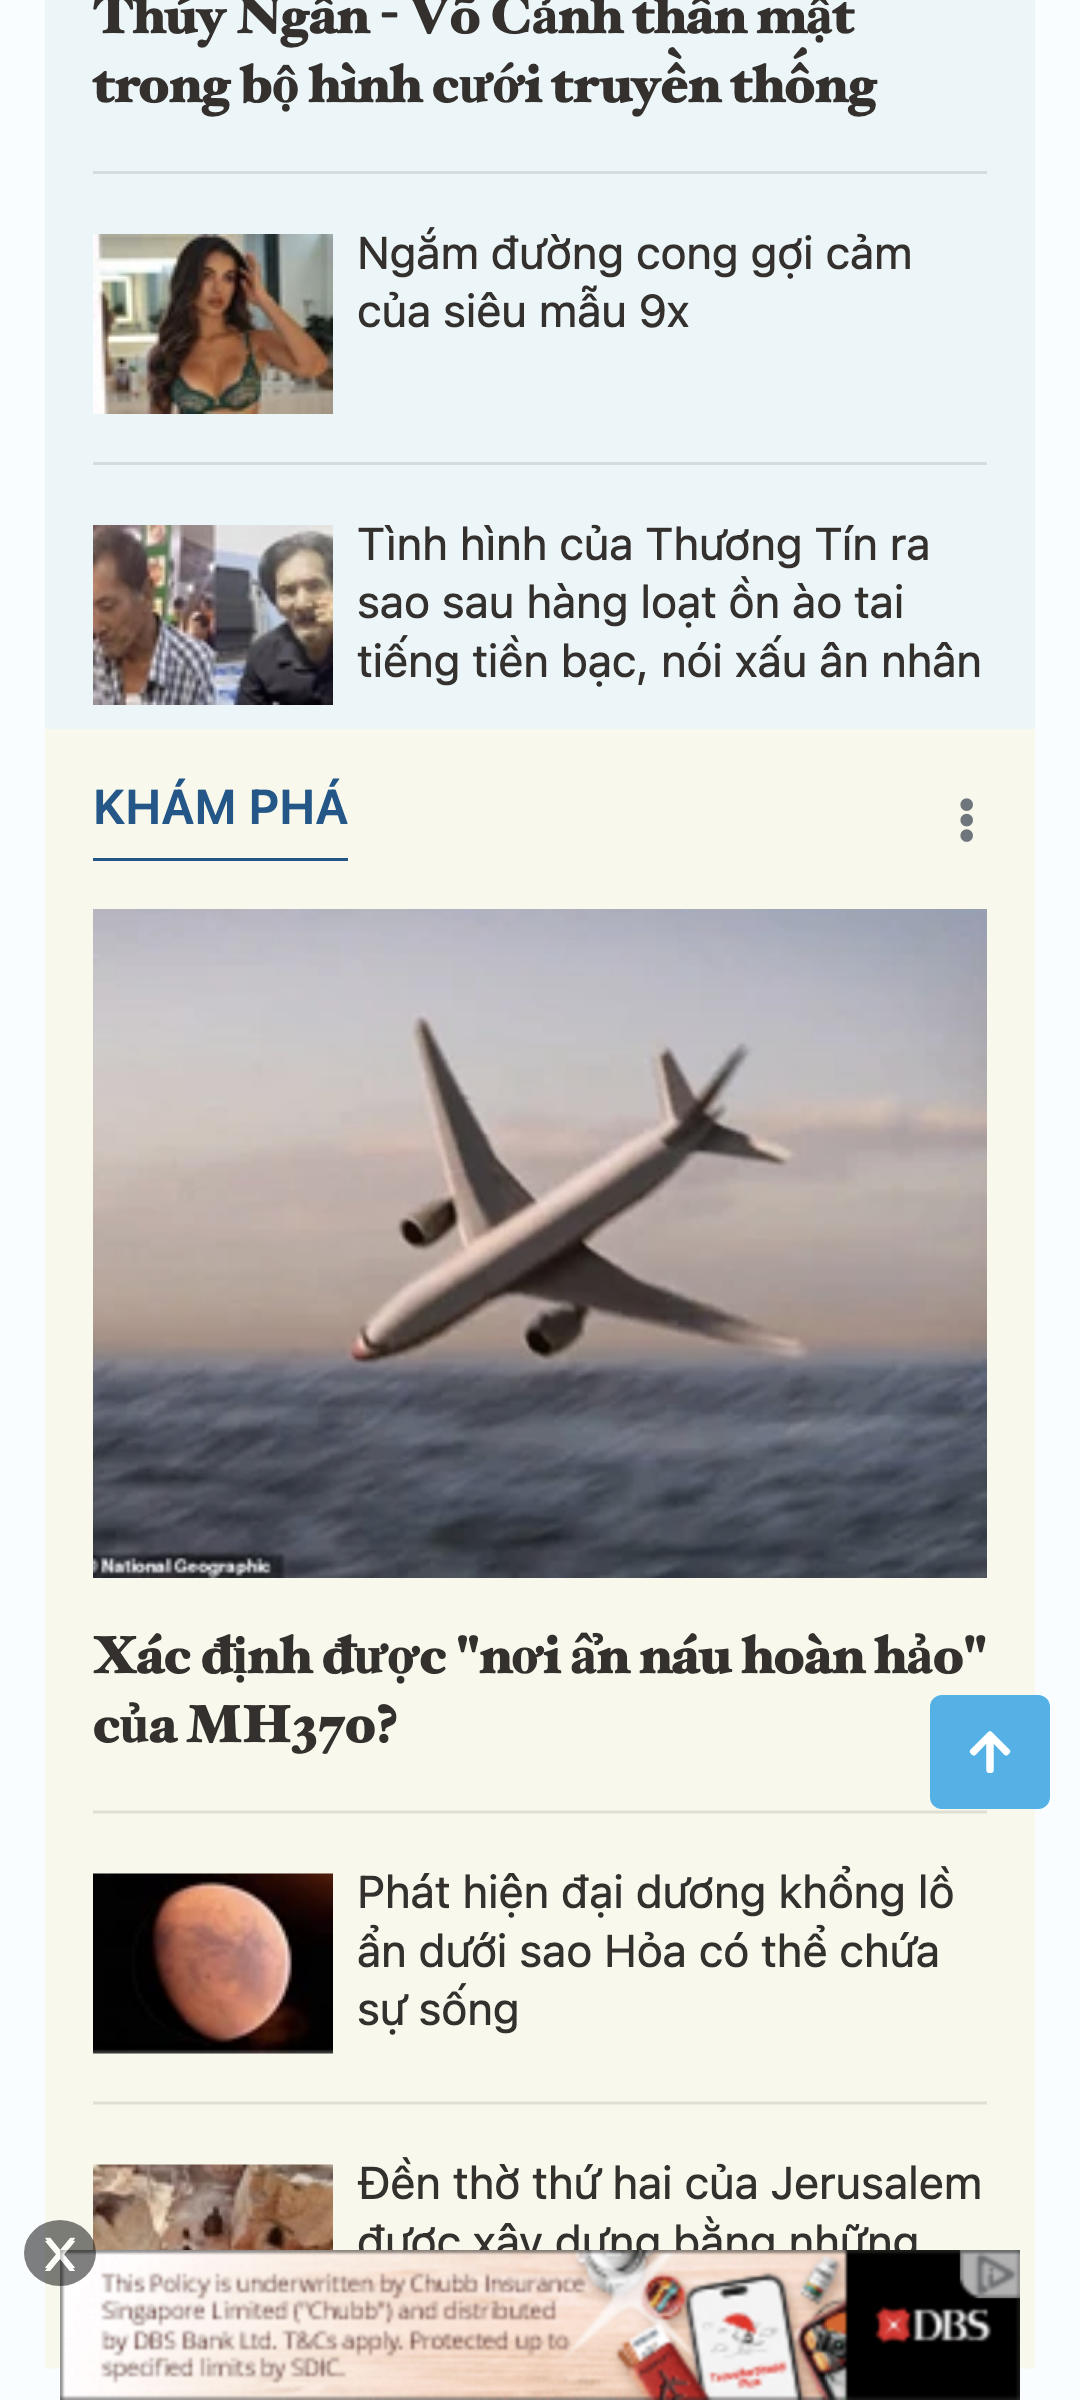 Thúy Ngân - Võ Cảnh thân mật
trong bộ hình cưới truyền thống
Ngắm đường cong gợi cảm
của siêu mẫu 9x
Tình hình của Thương Tín ra
sao sau hàng loạt ồn ào tai
tiếng tiền bạc, nói xấu ân nhân
KHÁM PHÁ
National Geographic
Xác định được "nơi ẩn náu hoàn hảo"
của MH370?
Phát hiện đại dương khổng lồ
ẩn dưới sao Hỏa có thể chứa
sự sống
Đền thờ thứ hai của Jerusalem
được xây dựng bằng những
X
This Policy is underwritten by Chubb Insurance
Singapore Limited ("Chubb") and distributed
by DBS Bank Ltd. T&Cs apply. Protected up to
specified limits by SDIC.
DBS